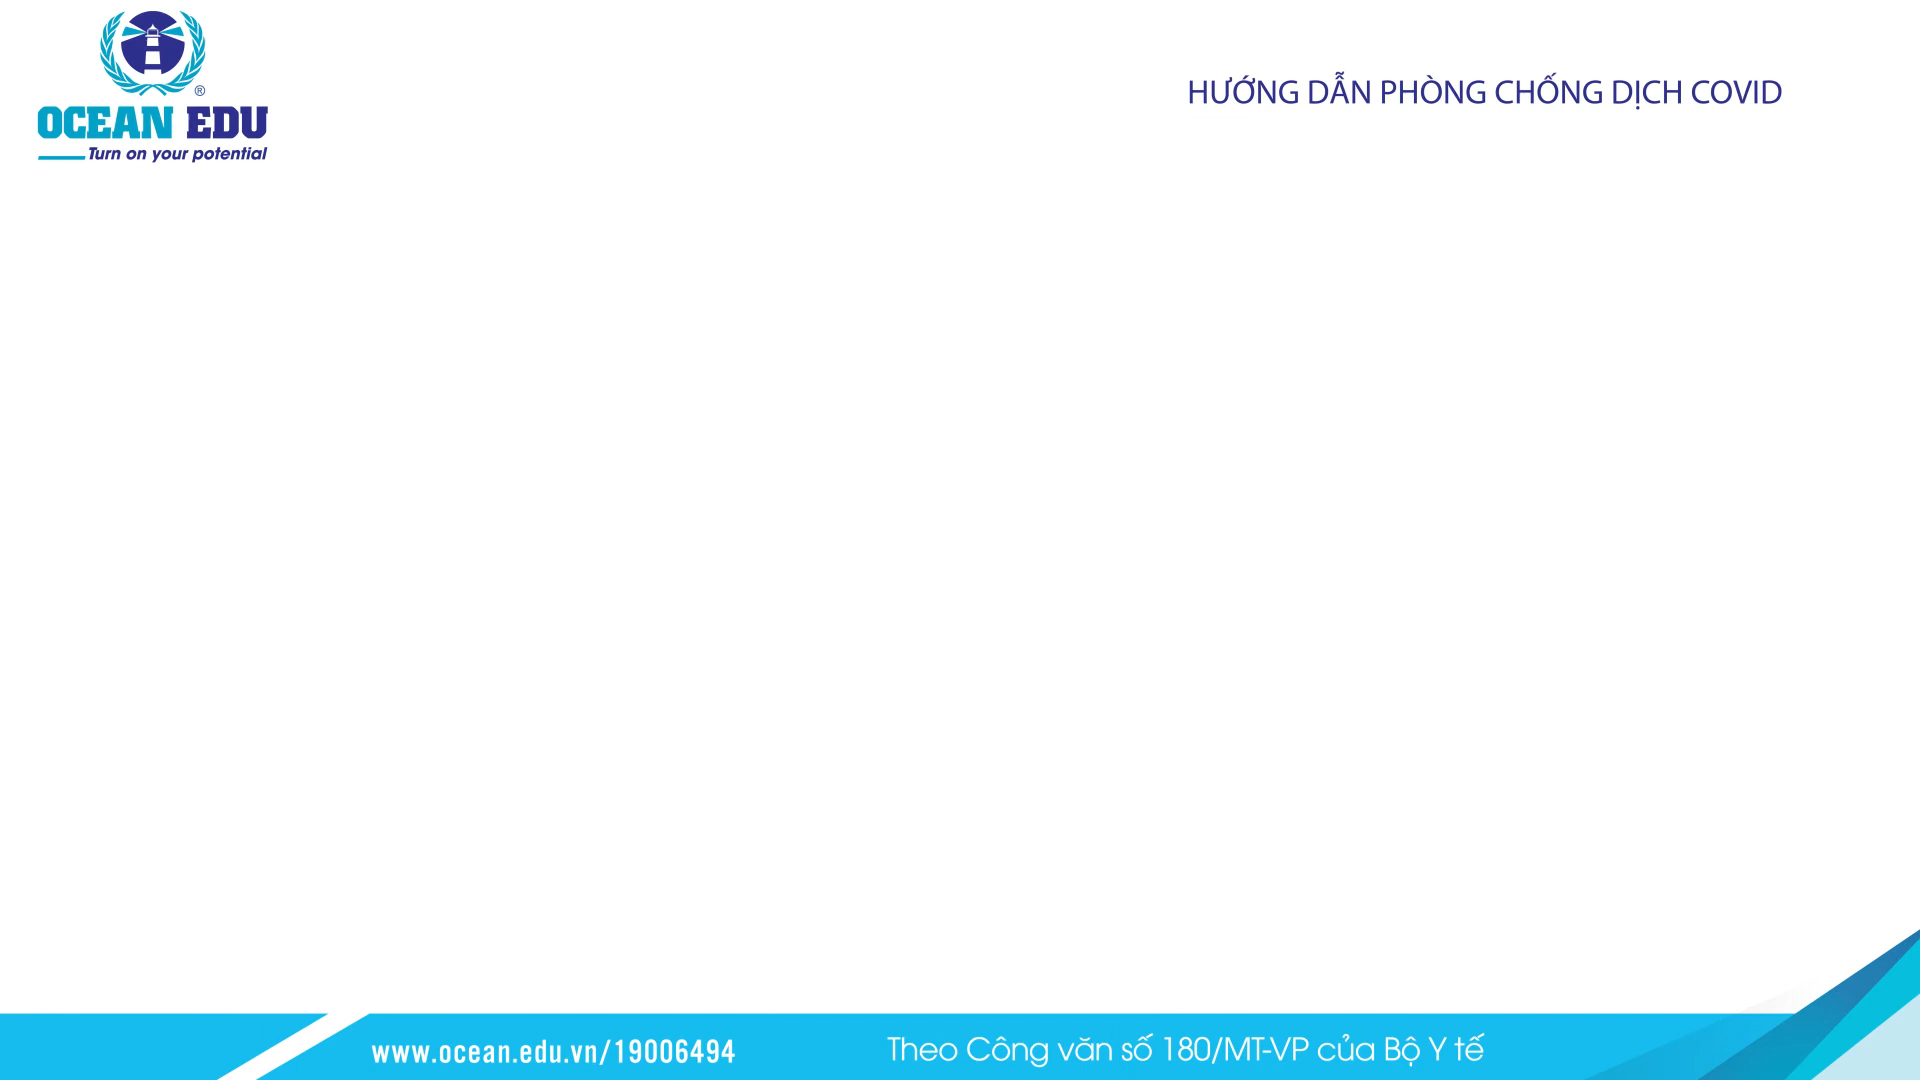 ®
OCEAN EDU
Turn on your potential
HƯỚNG DẪN PHÒNG CHỐNG DỊCH COVID
www.ocean.edu.vn/19006494
Theo Công văn số 180/MT-VP của Bộ Y tế